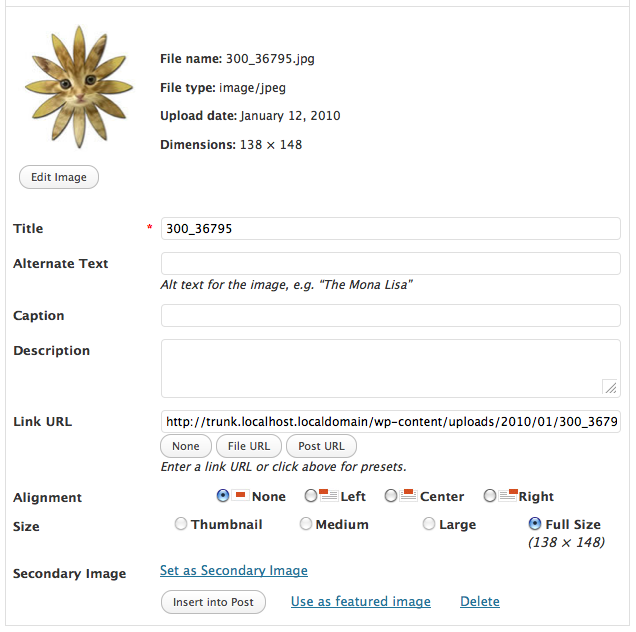 File name: 300_36795.jpg
File type: image/jpeg
Upload date: January 12, 2010
Dimensions: 138 × 148
Edit Image
Title * 300_36795
Alternate Text
Alt text for the image, e.g. “The Mona Lisa”
Caption
Description
Link URL http://trunk.localhost.localdomain/wp-content/uploads/2010/01/300_3679
None File URL Post URL
Enter a link URL or click above for presets.
Alignment None Left Center Right
Size Thumbnail Medium Large Full Size
(138 × 148)
Secondary Image Set as Secondary Image
Insert into Post Use as featured image Delete